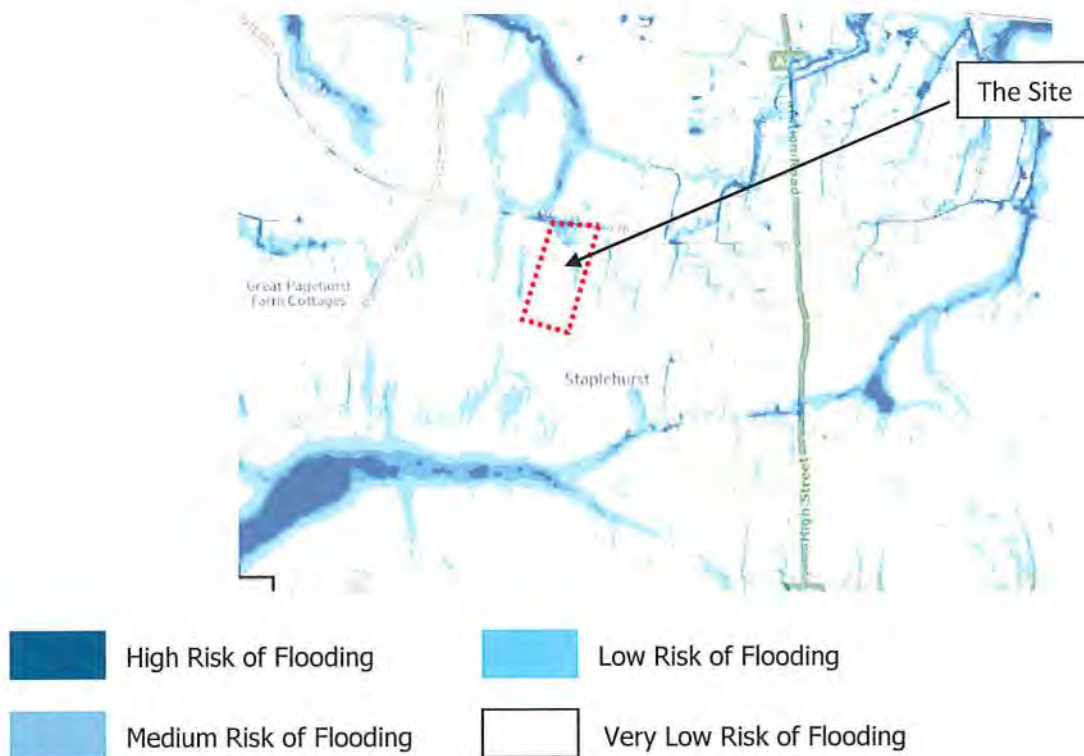 The Site
Great Pagehurst
Farm Cottages
Staplehurst
High Street
High Risk of Flooding
Low Risk of Flooding
Medium Risk of Flooding
Very Low Risk of Flooding